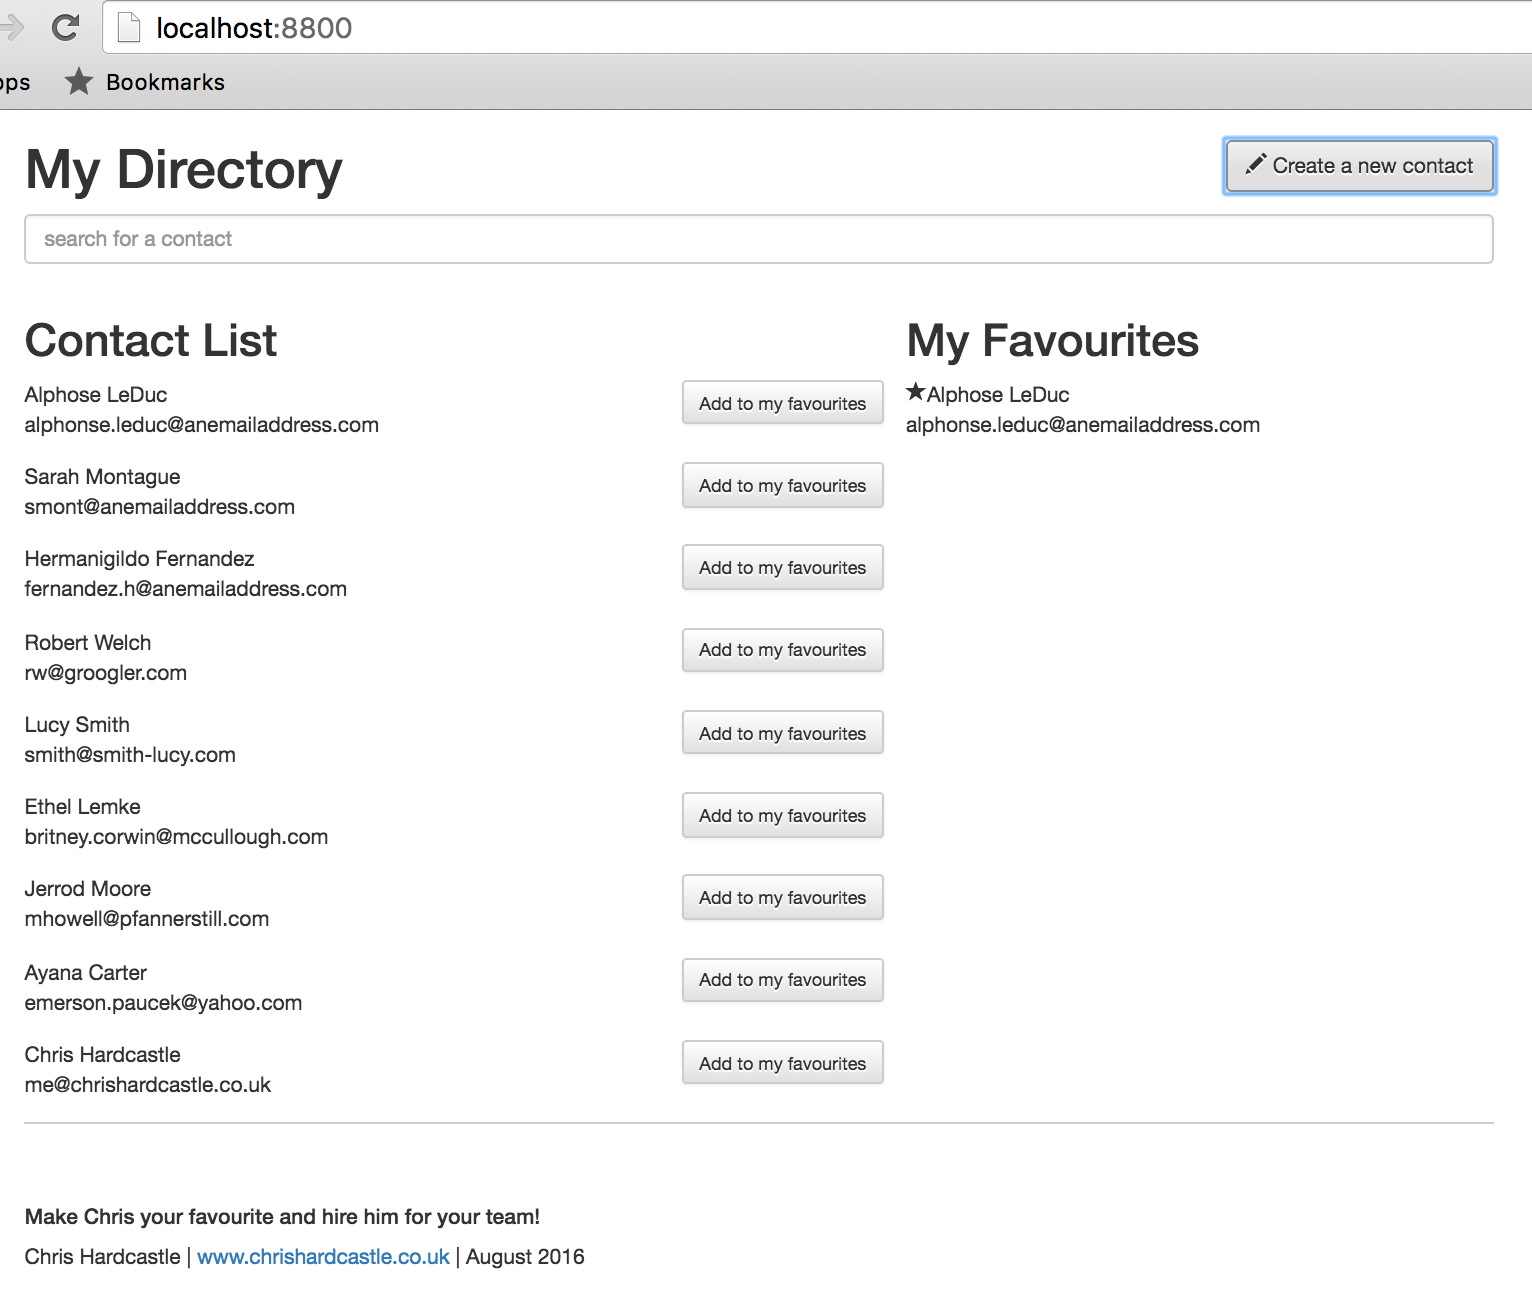 localhost:8800
ops Bookmarks
My Directory
Create a new contact
search for a contact
Contact List
Alphose LeDuc
alphonse.leduc@anemailaddress.com
Add to my favourites
Sarah Montague
smont@anemailaddress.com
Add to my favourites
Hermanigildo Fernandez
fernandez.h@anemailaddress.com
Add to my favourites
Robert Welch
rw@groogler.com
Add to my favourites
Lucy Smith
smith@smith-lucy.com
Add to my favourites
Ethel Lemke
britney.corwin@mccullough.com
Add to my favourites
Jerrod Moore
mhowell@pfannerstill.com
Add to my favourites
Ayana Carter
emerson.paucek@yahoo.com
Add to my favourites
Chris Hardcastle
me@chrishardcastle.co.uk
Add to my favourites
My Favourites
★Alphose LeDuc
alphonse.leduc@anemailaddress.com
Make Chris your favourite and hire him for your team!
Chris Hardcastle | www.chrishardcastle.co.uk | August 2016